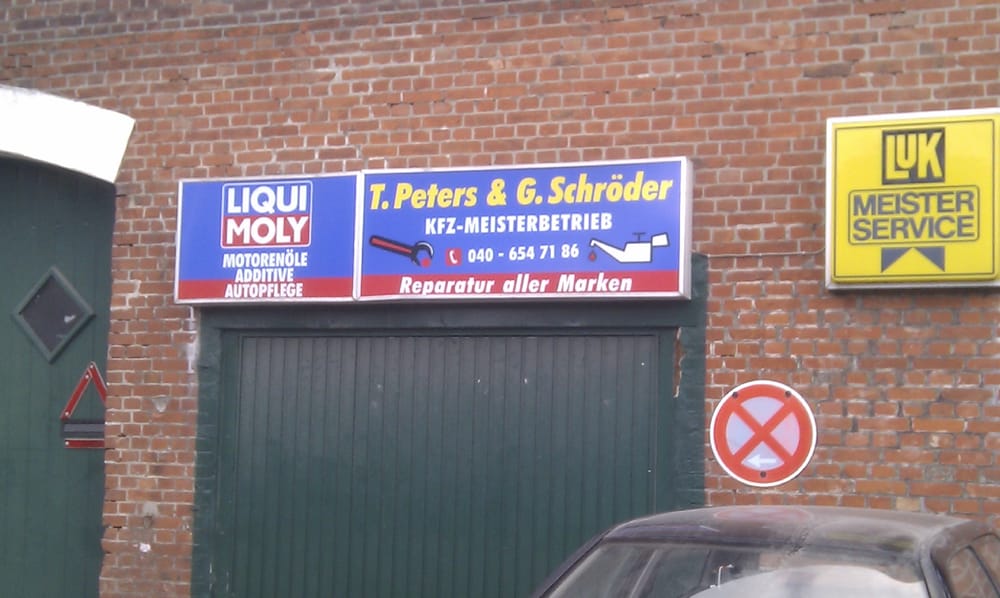 LIQUI
MOLY
MOTORENÖLE
ADDITIVE
AUTOPFLEGE
T. Peters & G. Schröder
KFZ-MEISTERBETRIEB
040 - 654 71 86
Reparatur aller Marken
LUK
MEISTER
SERVICE